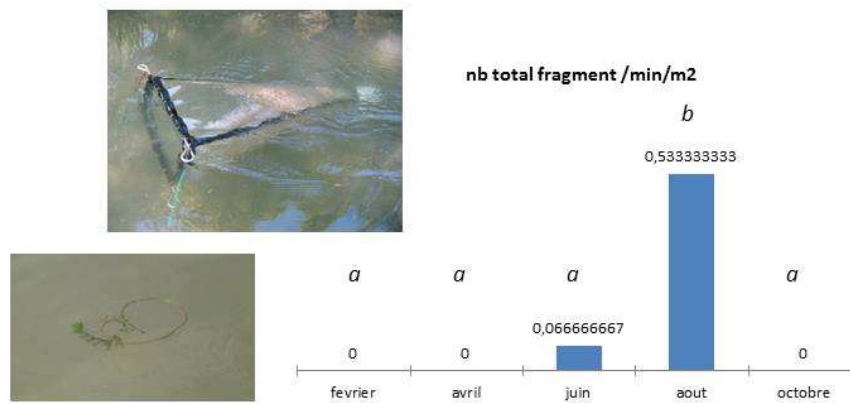 nb total fragment /min/m2
b
0,533333333
a a a a
0,066666667
0 0 0
fevrier avril juin aout octobre